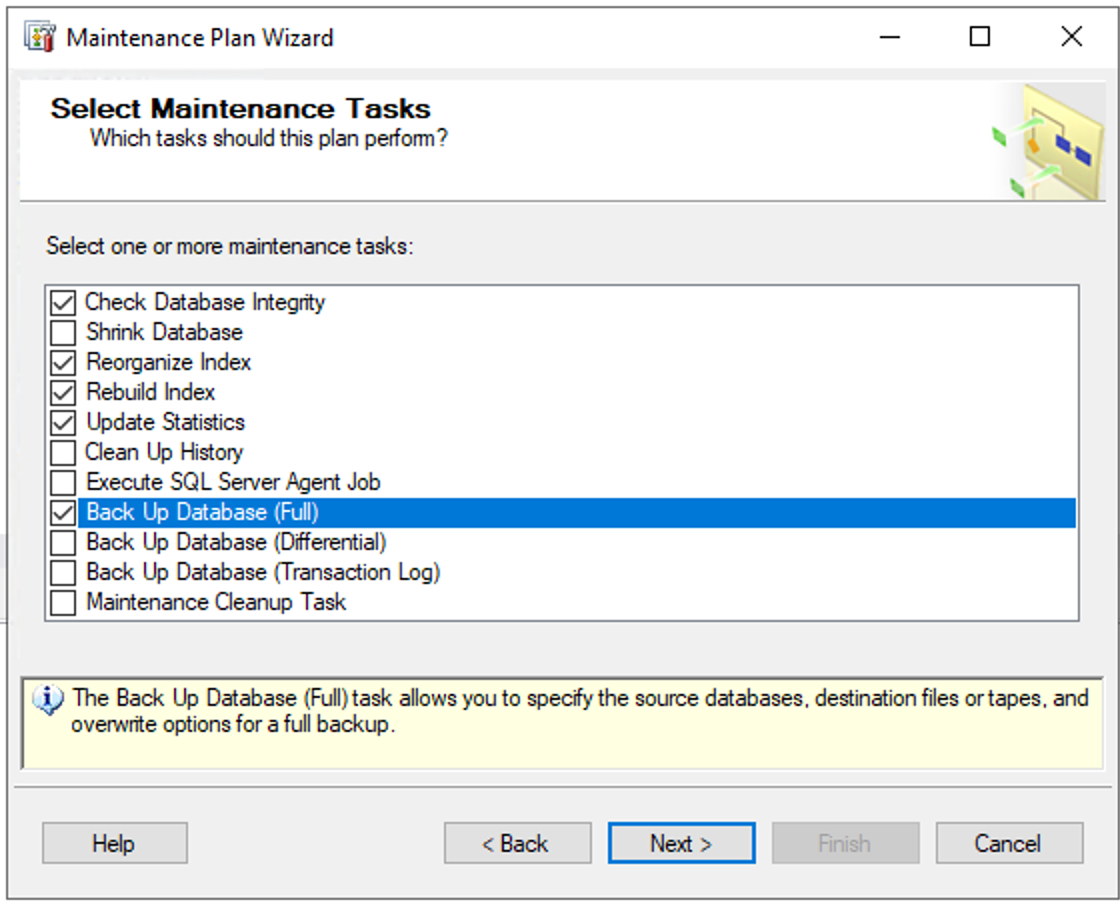 Maintenance Plan Wizard
Select Maintenance Tasks
Which tasks should this plan perform?
Select one or more maintenance tasks:
Check Database Integrity
Shrink Database
Reorganize Index
Rebuild Index
Update Statistics
Clean Up History
Execute SQL Server Agent Job
Back Up Database (Full)
Back Up Database (Differential)
Back Up Database (Transaction Log)
Maintenance Cleanup Task
The Back Up Database (Full) task allows you to specify the source databases, destination files or tapes, and
overwrite options for a full backup.
Help
< Back
Next >
Finish
Cancel